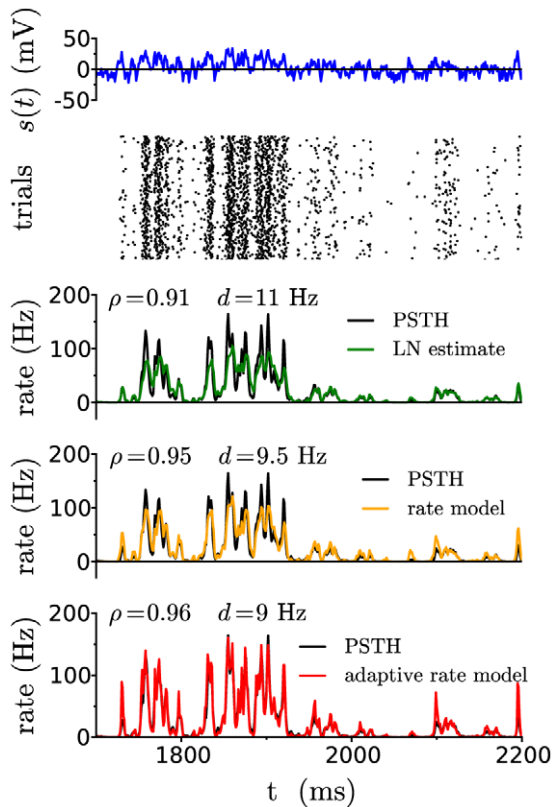 s(t) (mV)
50
0
-50
trials
rate (Hz)
200
100
0
ρ=0.91 d=11 Hz
PSTH
LN estimate
rate (Hz)
200
100
0
ρ=0.95 d=9.5 Hz
PSTH
rate model
rate (Hz)
200
100
0
ρ=0.96 d=9 Hz
PSTH
adaptive rate model
1800 2000 2200
t (ms)